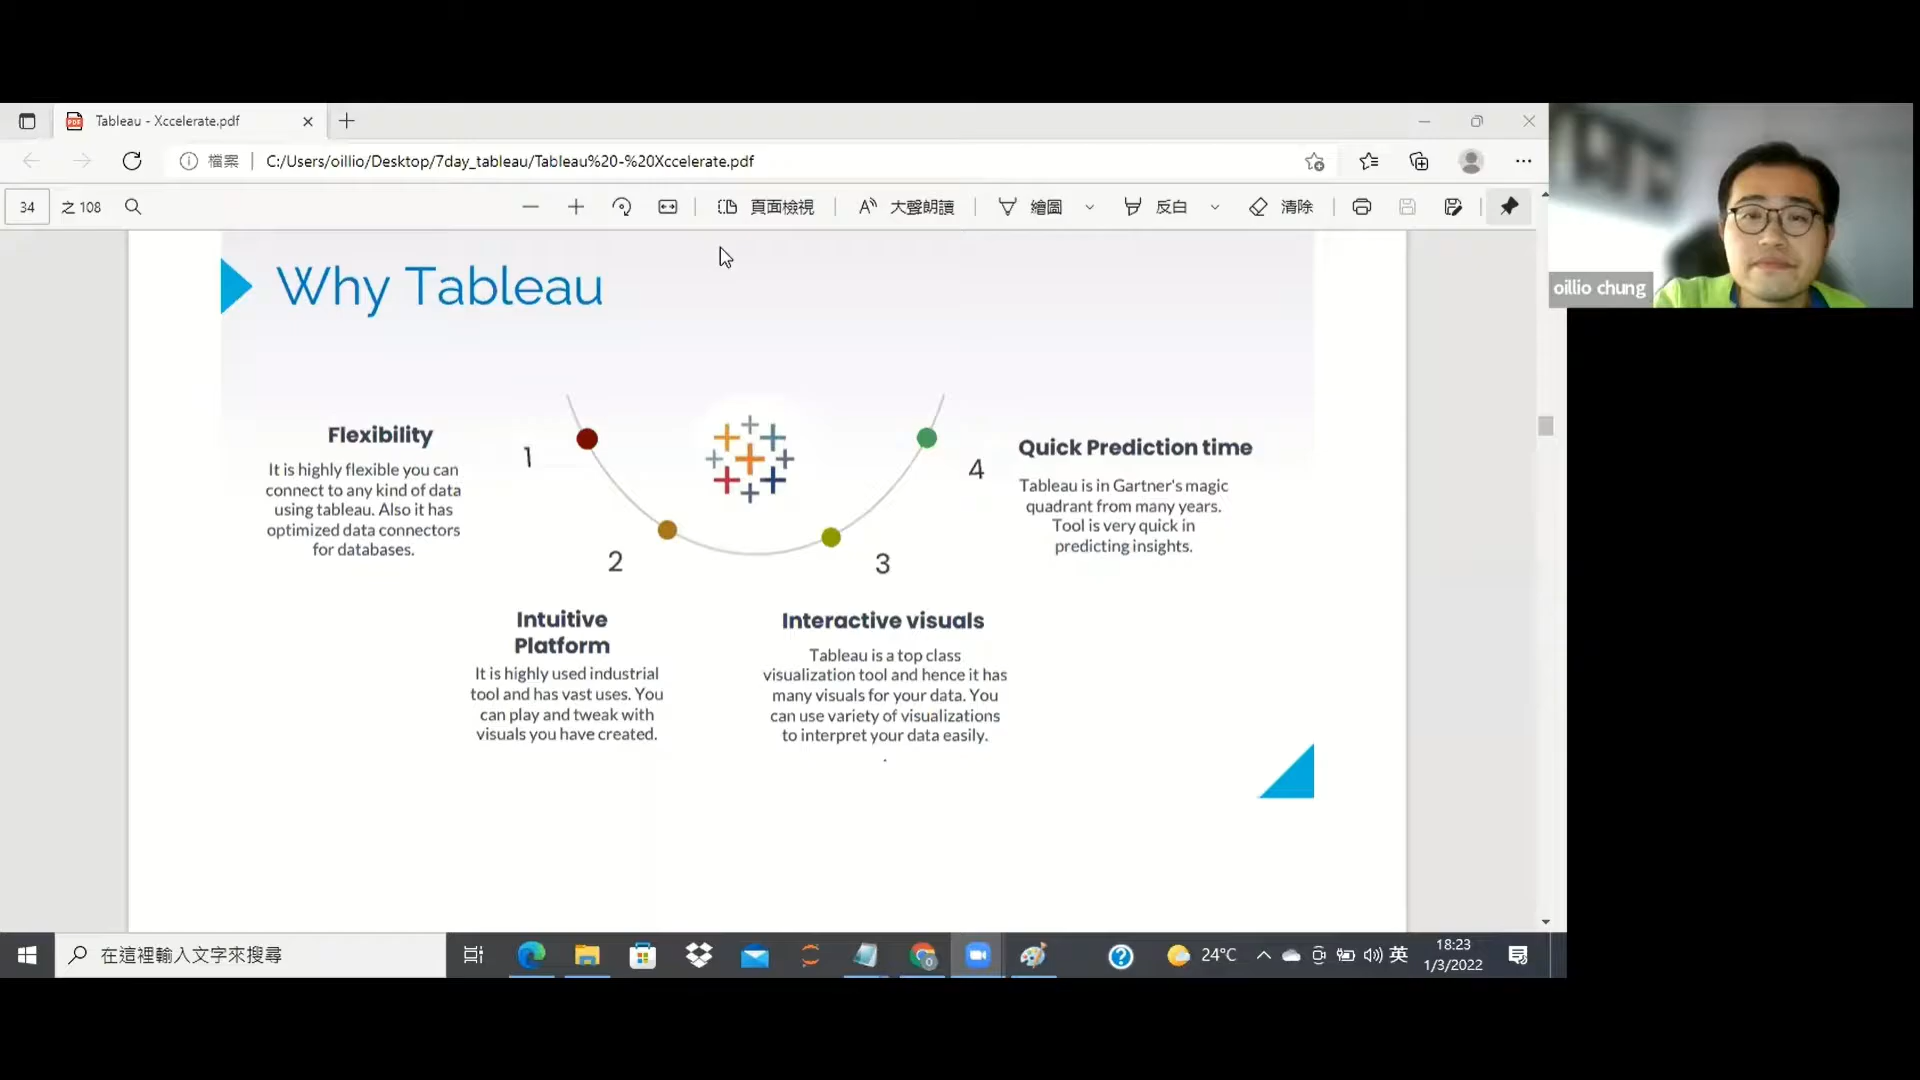 Tableau - Xccelerate.pdf
檔案
C:/Users/oillio/Desktop/7day_tableau/Tableau%20-%20Xccelerate.pdf
34 之 108 頁面檢視 大聲朗讀 繪圖 反白 清除
oillio chung
Why Tableau
Flexibility
It is highly flexible you can
connect to any kind of data
using tableau. Also it has
optimized data connectors
for databases.
1
2
Intuitive
Platform
It is highly used industrial
tool and has vast uses. You
can play and tweak with
visuals you have created.
3
Interactive visuals
Tableau is a top class
visualization tool and hence it has
many visuals for your data. You
can use variety of visualizations
to interpret your data easily.
.
4
Quick Prediction time
Tableau is in Gartner's magic
quadrant from many years.
Tool is very quick in
predicting insights.
在這裡輸入文字來搜尋
24°C
英
18:23
1/3/2022